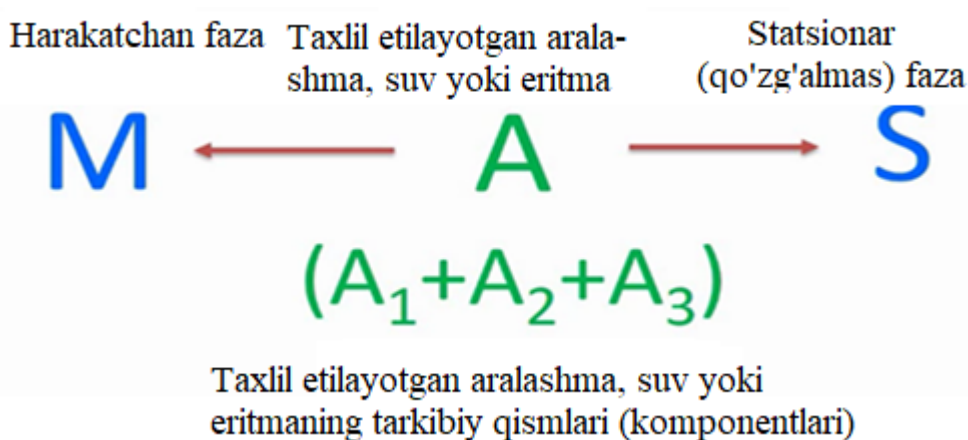 Harakatchan faza
Taxlil etilayotgan arala-
shma, suv yoki eritma
Statsionar
(qo'zg'almas) faza
M
A
S
(A₁+A₂+A₃)
Taxlil etilayotgan aralashma, suv yoki
eritmaning tarkibiy qismlari (komponentlari)